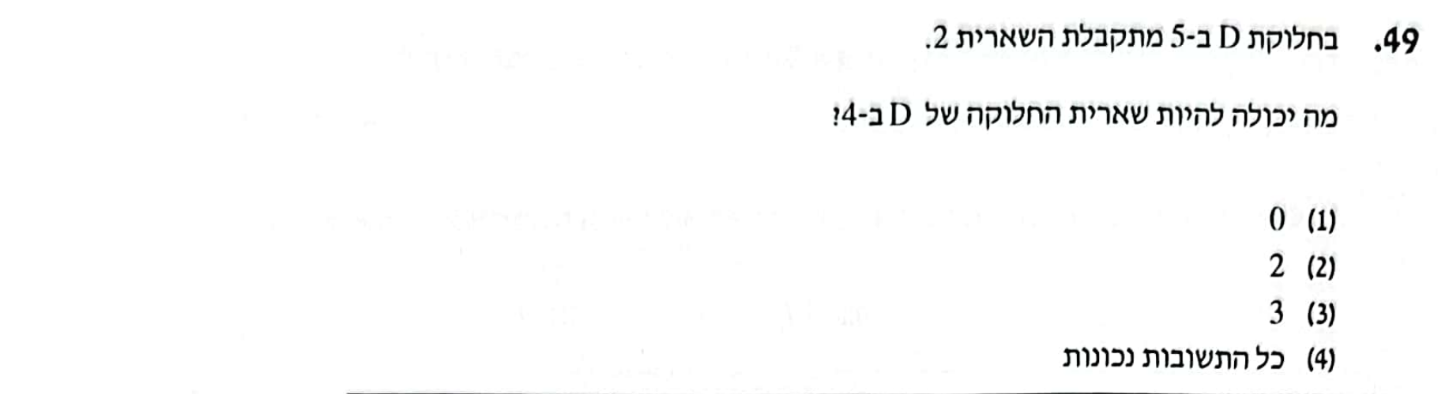 49. בחלוקת D ב-5 מתקבלת השארית 2.
מה יכולה להיות שארית החלוקה של D ב-4?
(1) 0
(2) 2
(3) 3
(4) כל התשובות נכונות